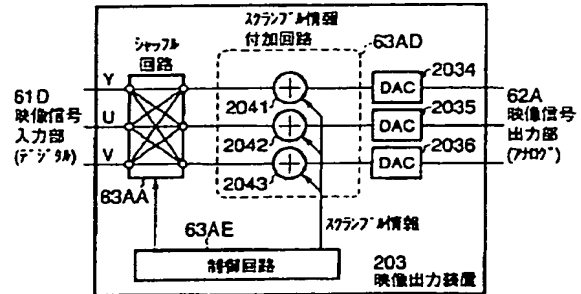 スクランブル情報
付加回路
63AD
シャッフル
回路
Y
U
V
61D
映像信号
入力部
(デジタル)
63AA
2041
2042
2043
DAC
DAC
DAC
2034
2035
2036
62A
映像信号
出力部
(アナログ)
スクランブル情報
63AE
制御回路
203
映像出力装置